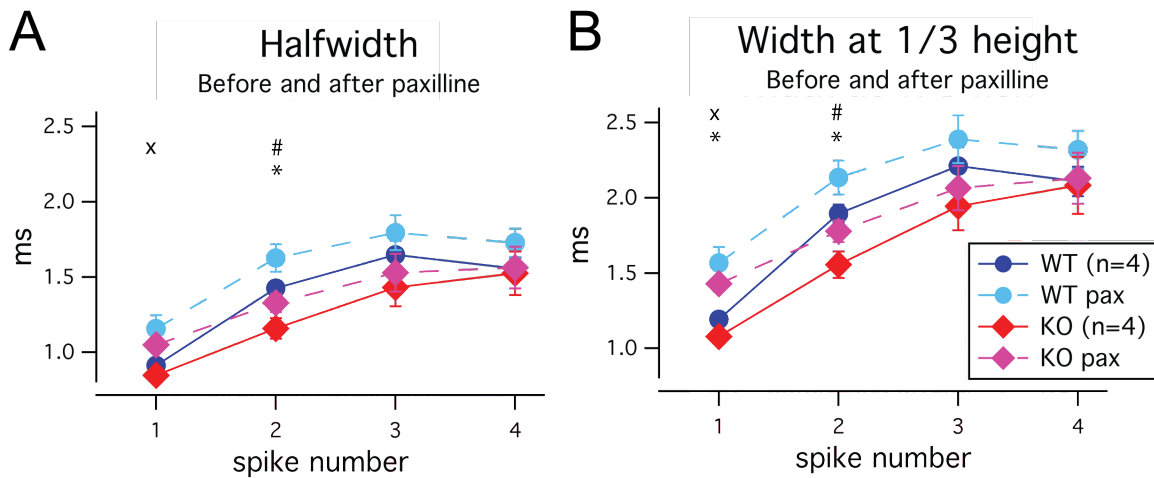 A
Halfwidth
Before and after paxilline
ms
2.5
2.0
1.5
1.0
x
#
*
1 2 3 4
spike number
B
Width at 1/3 height
Before and after paxilline
ms
2.5
2.0
1.5
1.0
x #
* *
WT (n=4)
WT pax
KO (n=4)
KO pax
1 2 3 4
spike number